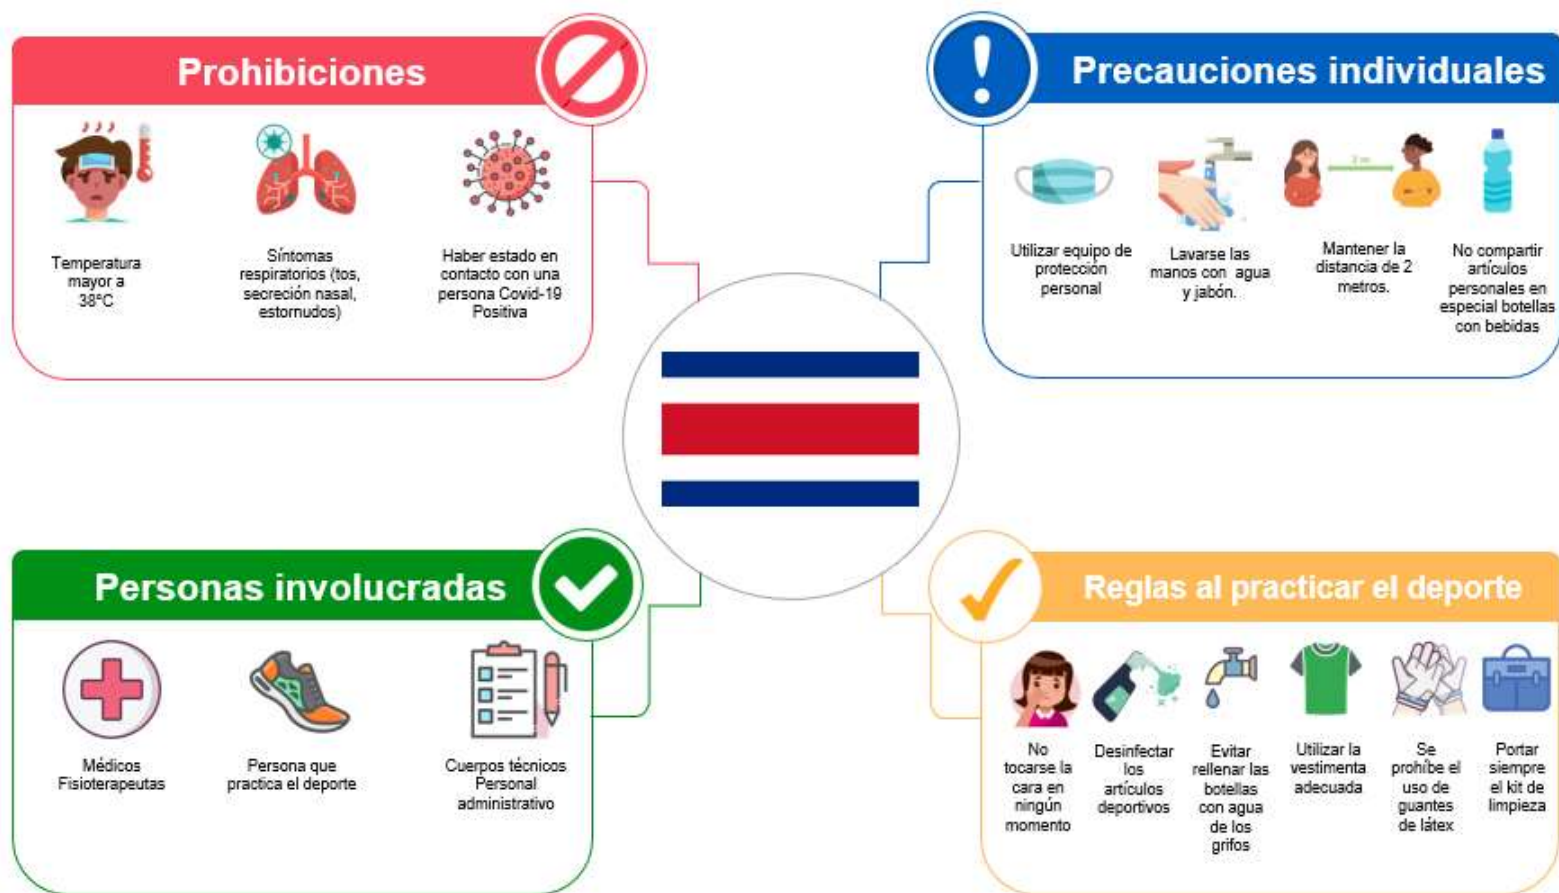 Prohibiciones
Temperatura
mayor a
38°C
Síntomas
respiratorios (tos,
secreción nasal,
estornudos)
Haber estado en
contacto con una
persona Covid-19
Positiva
Precauciones individuales
2 m
Utilizar equipo de
protección
personal
Lavarse las
manos con agua
y jabón.
Mantener la
distancia de 2
metros.
No compartir
artículos
personales en
especial botellas
con bebidas
Personas involucradas
Médicos
Fisioterapeutas
Persona que
practica el deporte
Cuerpos técnicos
Personal
administrativo
Reglas al practicar el deporte
No
tocarse la
cara en
ningún
momento
Desinfectar
los
artículos
deportivos
Evitar
rellenar las
botellas
con agua
de los
grifos
Utilizar la
vestimenta
adecuada
Se
prohíbe el
uso de
guantes
de látex
Portar
siempre
el kit de
limpieza